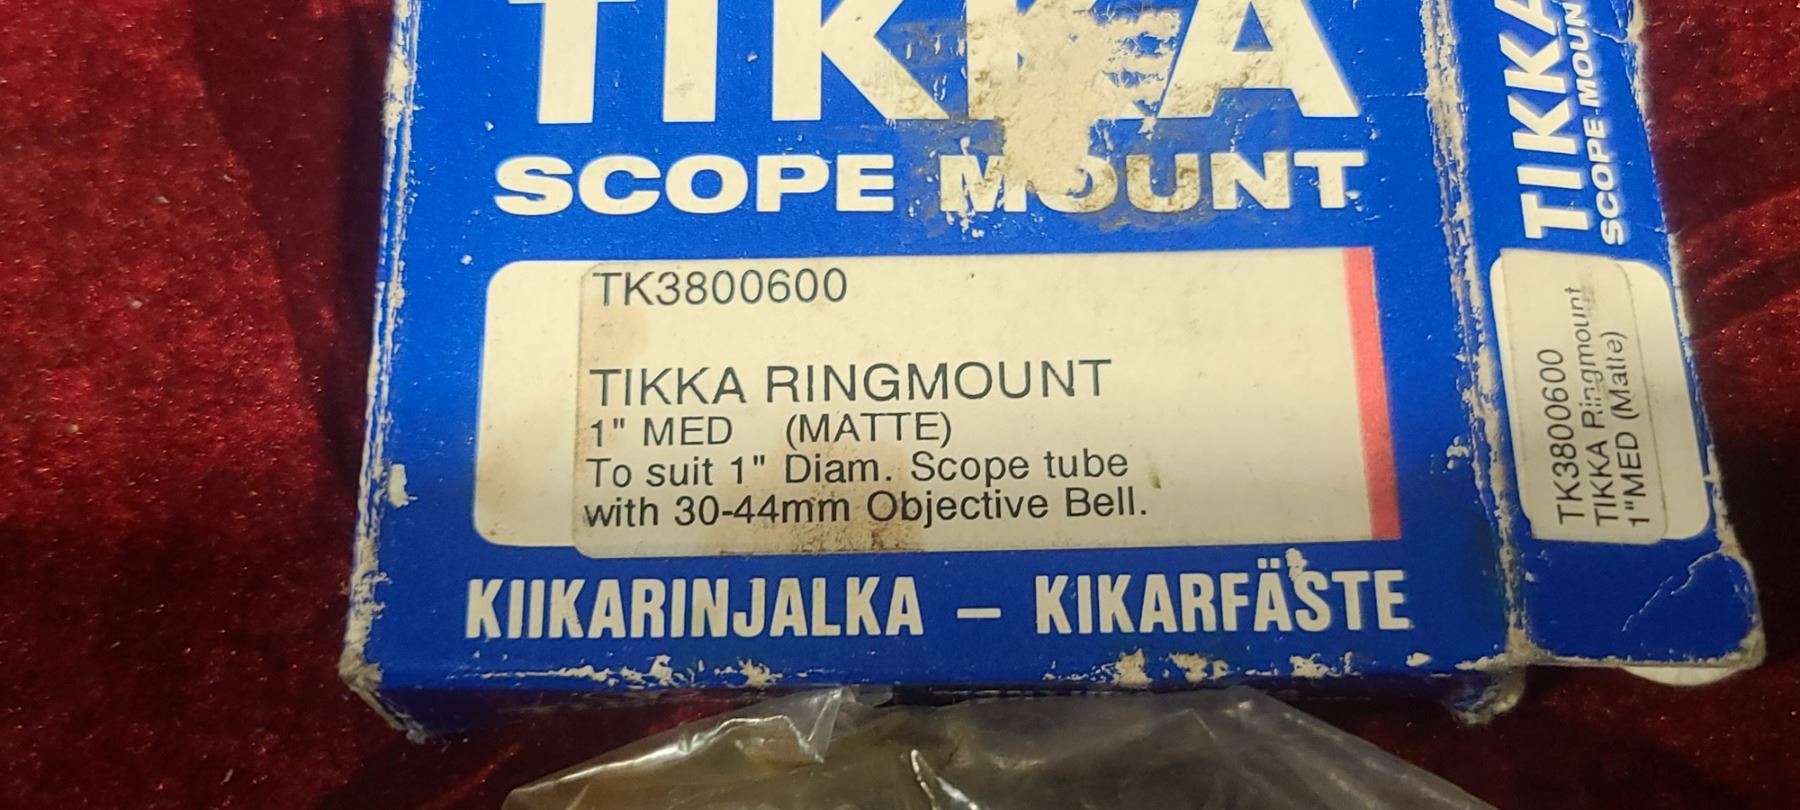 TIKKA
SCOPE MOUNT
TK3800600
TIKKA RINGMOUNT
1" MED (MATTE)
To suit 1" Diam. Scope tube
with 30-44mm Objective Bell.
KIIKARINJALKA – KIKARFÄSTE
TIKKA
SCOPE MOUNT
TK3800600
TIKKA Ringmount
1"MED (Matte)